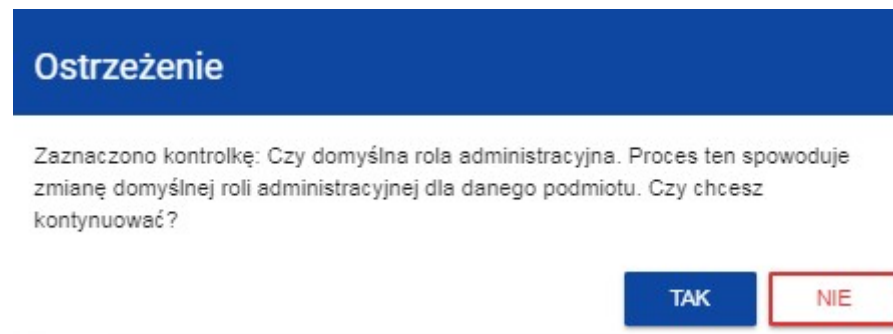 Ostrzeżenie
Zaznaczono kontrolkę: Czy domyślna rola administracyjna. Proces ten spowoduje
zmianę domyślnej roli administracyjnej dla danego podmiotu. Czy chcesz
kontynuować?
TAK NIE